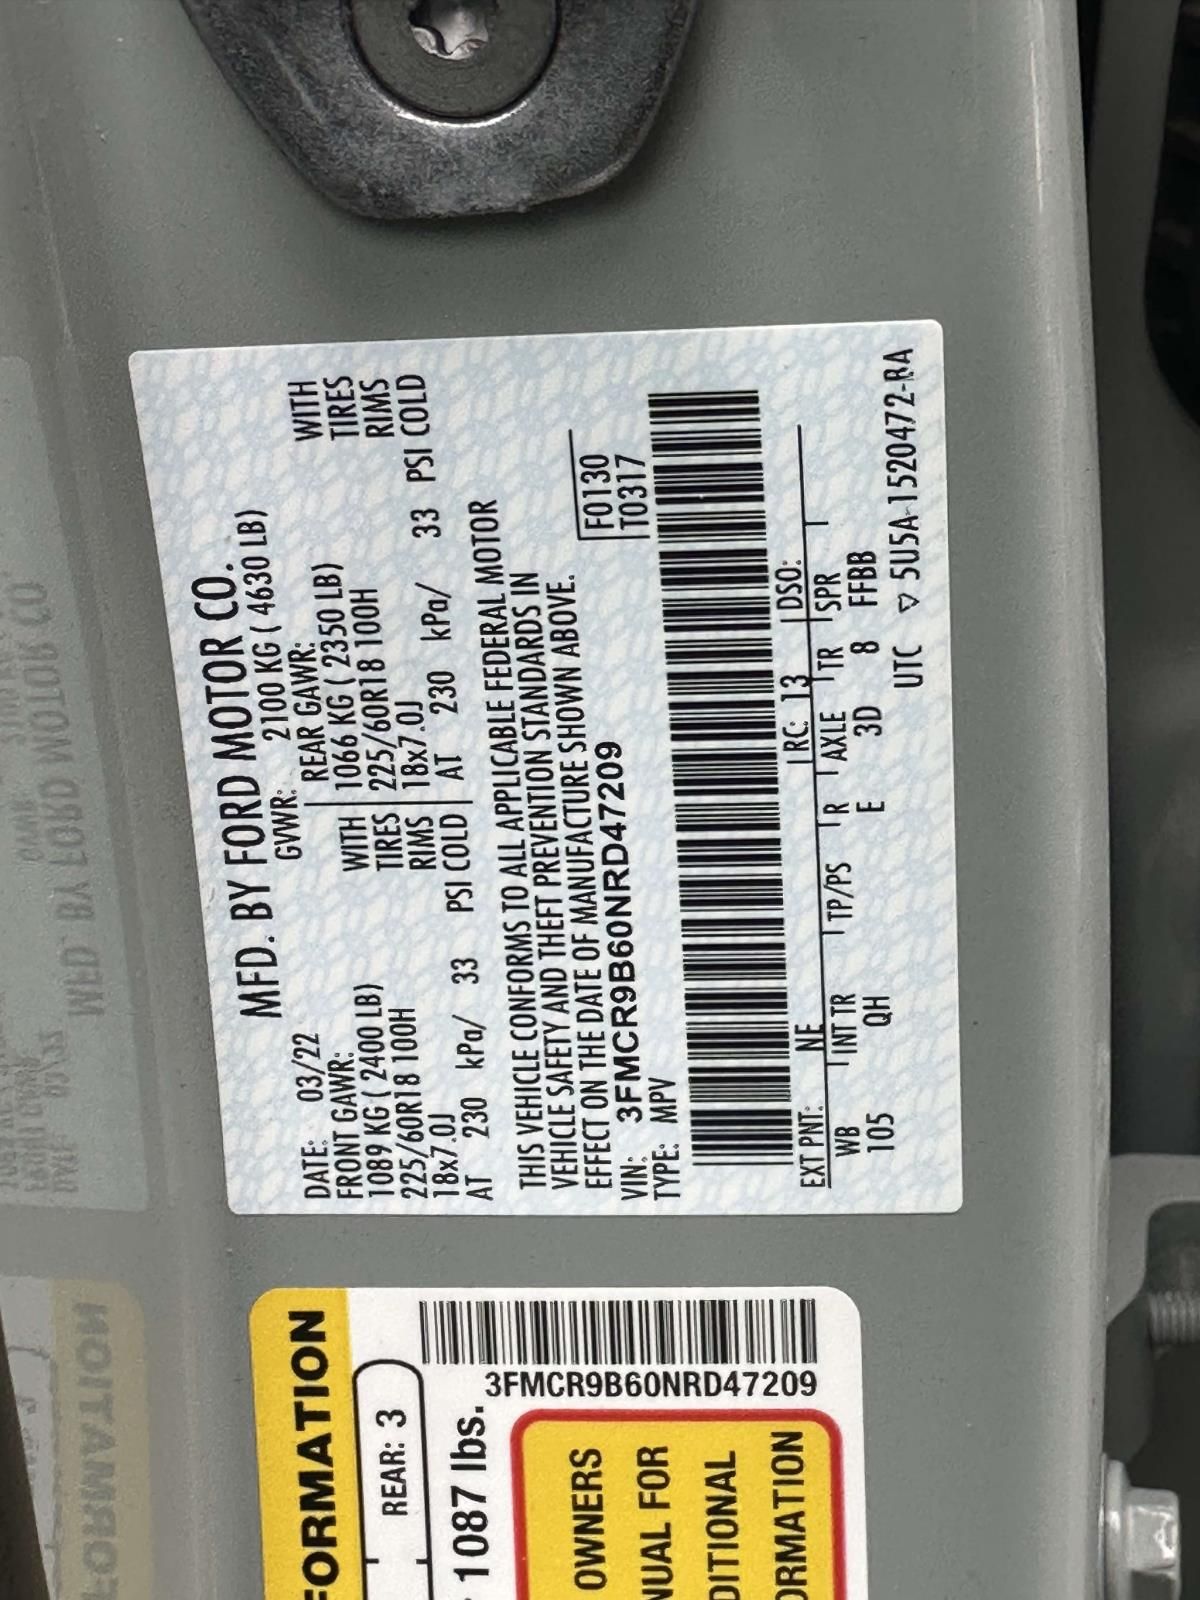 MFD. BY FORD MOTOR CO.
DATE: 03/22 GVWR: 2100 KG ( 4630 LB)
FRONT GAWR: REAR GAWR:
1089 KG ( 2400 LB) WITH 1066 KG ( 2350 LB) WITH
225/60R18 100H TIRES 225/60R18 100H TIRES
18x7.0J RIMS 18x7.0J RIMS
AT 230 kPa/ 33 PSI COLD AT 230 kPa/ 33 PSI COLD
THIS VEHICLE CONFORMS TO ALL APPLICABLE FEDERAL MOTOR
VEHICLE SAFETY AND THEFT PREVENTION STANDARDS IN
EFFECT ON THE DATE OF MANUFACTURE SHOWN ABOVE.
VIN: 3FMCR9B60NRD47209 F0130
TYPE: MPV T0317
EXT PNT: NE RC: 13 DSO:
WB INT TR TP/PS R AXLE TR SPR
105 QH E 3D 8 FFBB
UTC ▽ 5U5A-1520472-RA
FORMATION
REAR: 3
1087 lbs.
3FMCR9B60NRD47209
OWNERS
NUAL FOR
DITIONAL
ORMATION